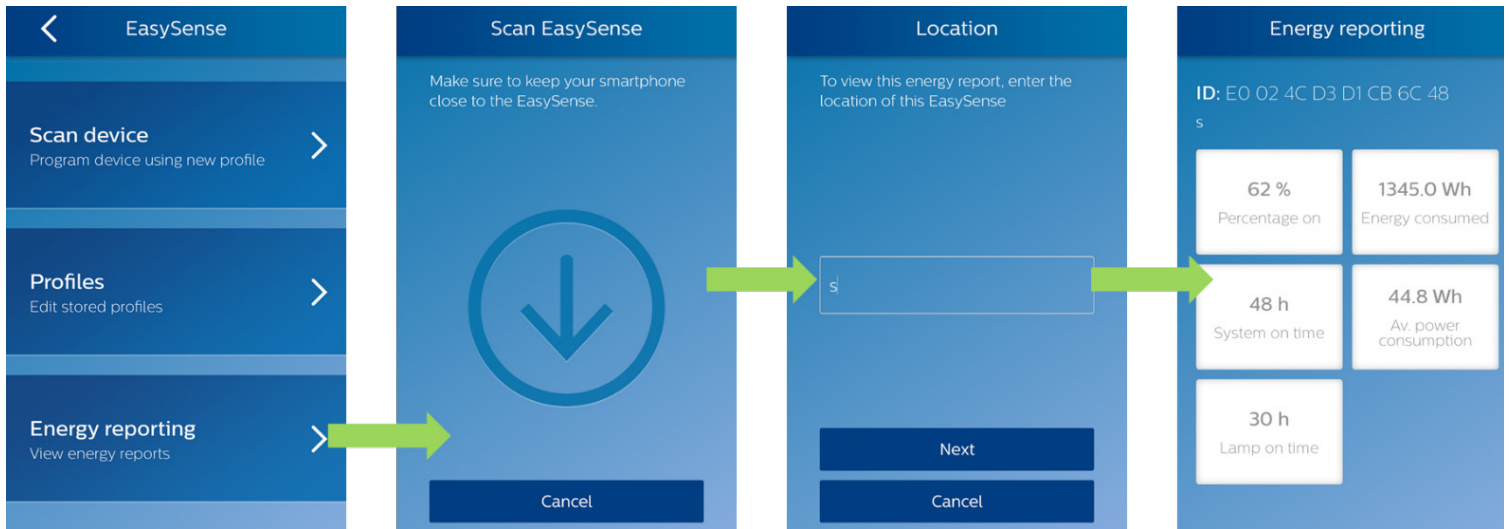 EasySense
Scan device
Program device using new profile
Profiles
Edit stored profiles
Energy reporting
View energy reports
Scan EasySense
Make sure to keep your smartphone
close to the EasySense.
Cancel
Location
To view this energy report, enter the
location of this EasySense
s
Next
Cancel
Energy reporting
ID: E0 02 4C D3 D1 CB 6C 48
s
62 %
Percentage on
1345.0 Wh
Energy consumed
48 h
System on time
44.8 Wh
Av. power
consumption
30 h
Lamp on time